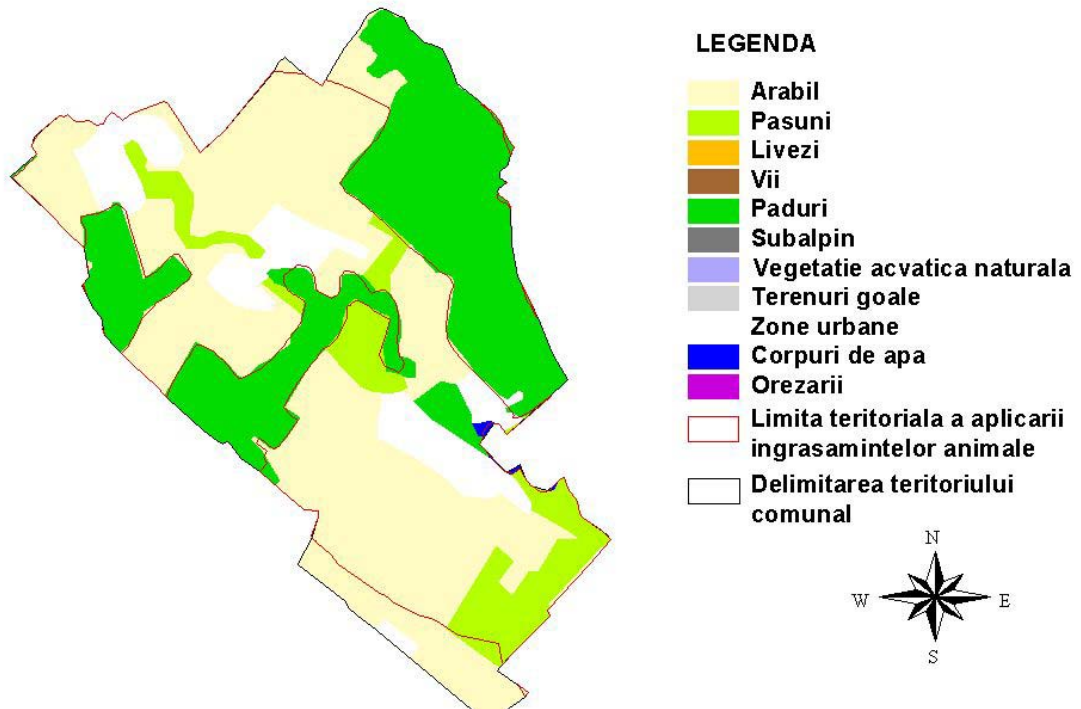 LEGENDA
Arabil
Pasuni
Livezi
Vii
Paduri
Subalpin
Vegetatie acvatica naturala
Terenuri goale
Zone urbane
Corpuri de apa
Orezarii
Limita teritoriala a aplicarii
ingrasamintelor animale
Delimitarea teritoriului
comunal
N
W
E
S